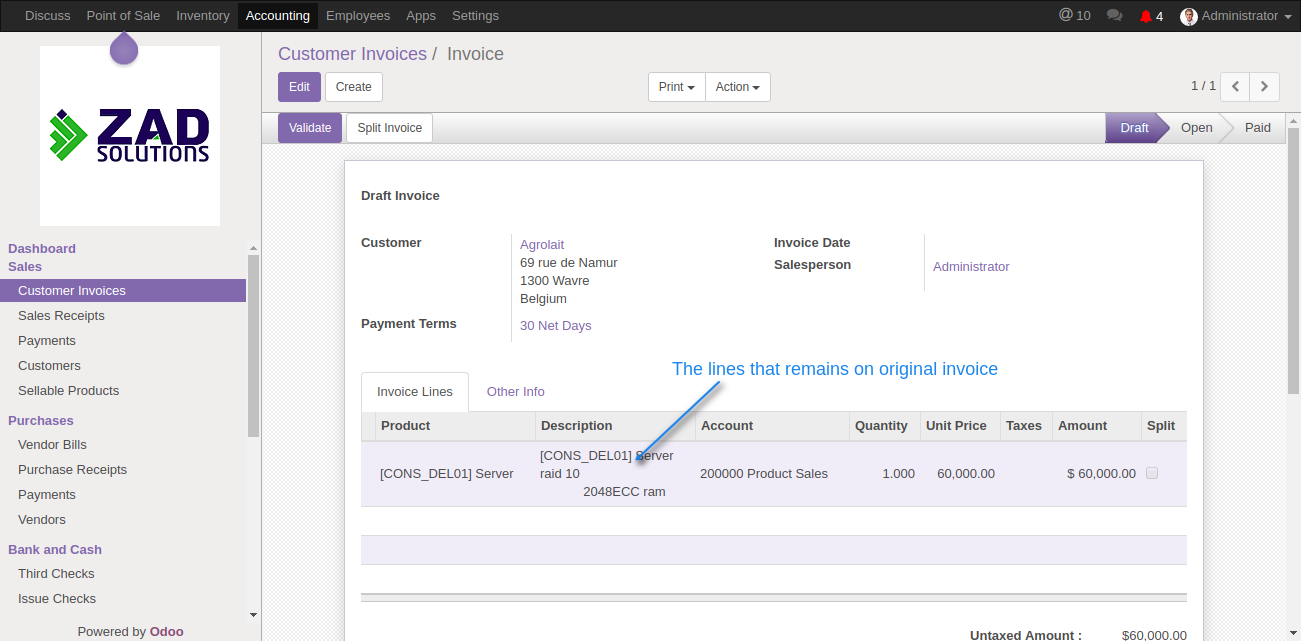 Discuss Point of Sale Inventory Accounting Employees Apps Settings @ 10 4 Administrator
ZAD
SOLUTIONS
Dashboard
Sales
Customer Invoices
Sales Receipts
Payments
Customers
Sellable Products
Purchases
Vendor Bills
Purchase Receipts
Payments
Vendors
Bank and Cash
Third Checks
Issue Checks
Powered by Odoo
Customer Invoices / Invoice
Edit Create Print Action 1 / 1
Validate Split Invoice Draft Open Paid
Draft Invoice
Customer
Agrolait
69 rue de Namur
1300 Wavre
Belgium
Payment Terms 30 Net Days
Invoice Date
Salesperson Administrator
The lines that remains on original invoice
Invoice Lines Other Info
Product Description Account Quantity Unit Price Taxes Amount Split
[CONS_DEL01] Server
[CONS_DEL01] Server
raid 10
2048ECC ram
200000 Product Sales 1.000 60,000.00 $ 60,000.00
Untaxed Amount : $60,000.00